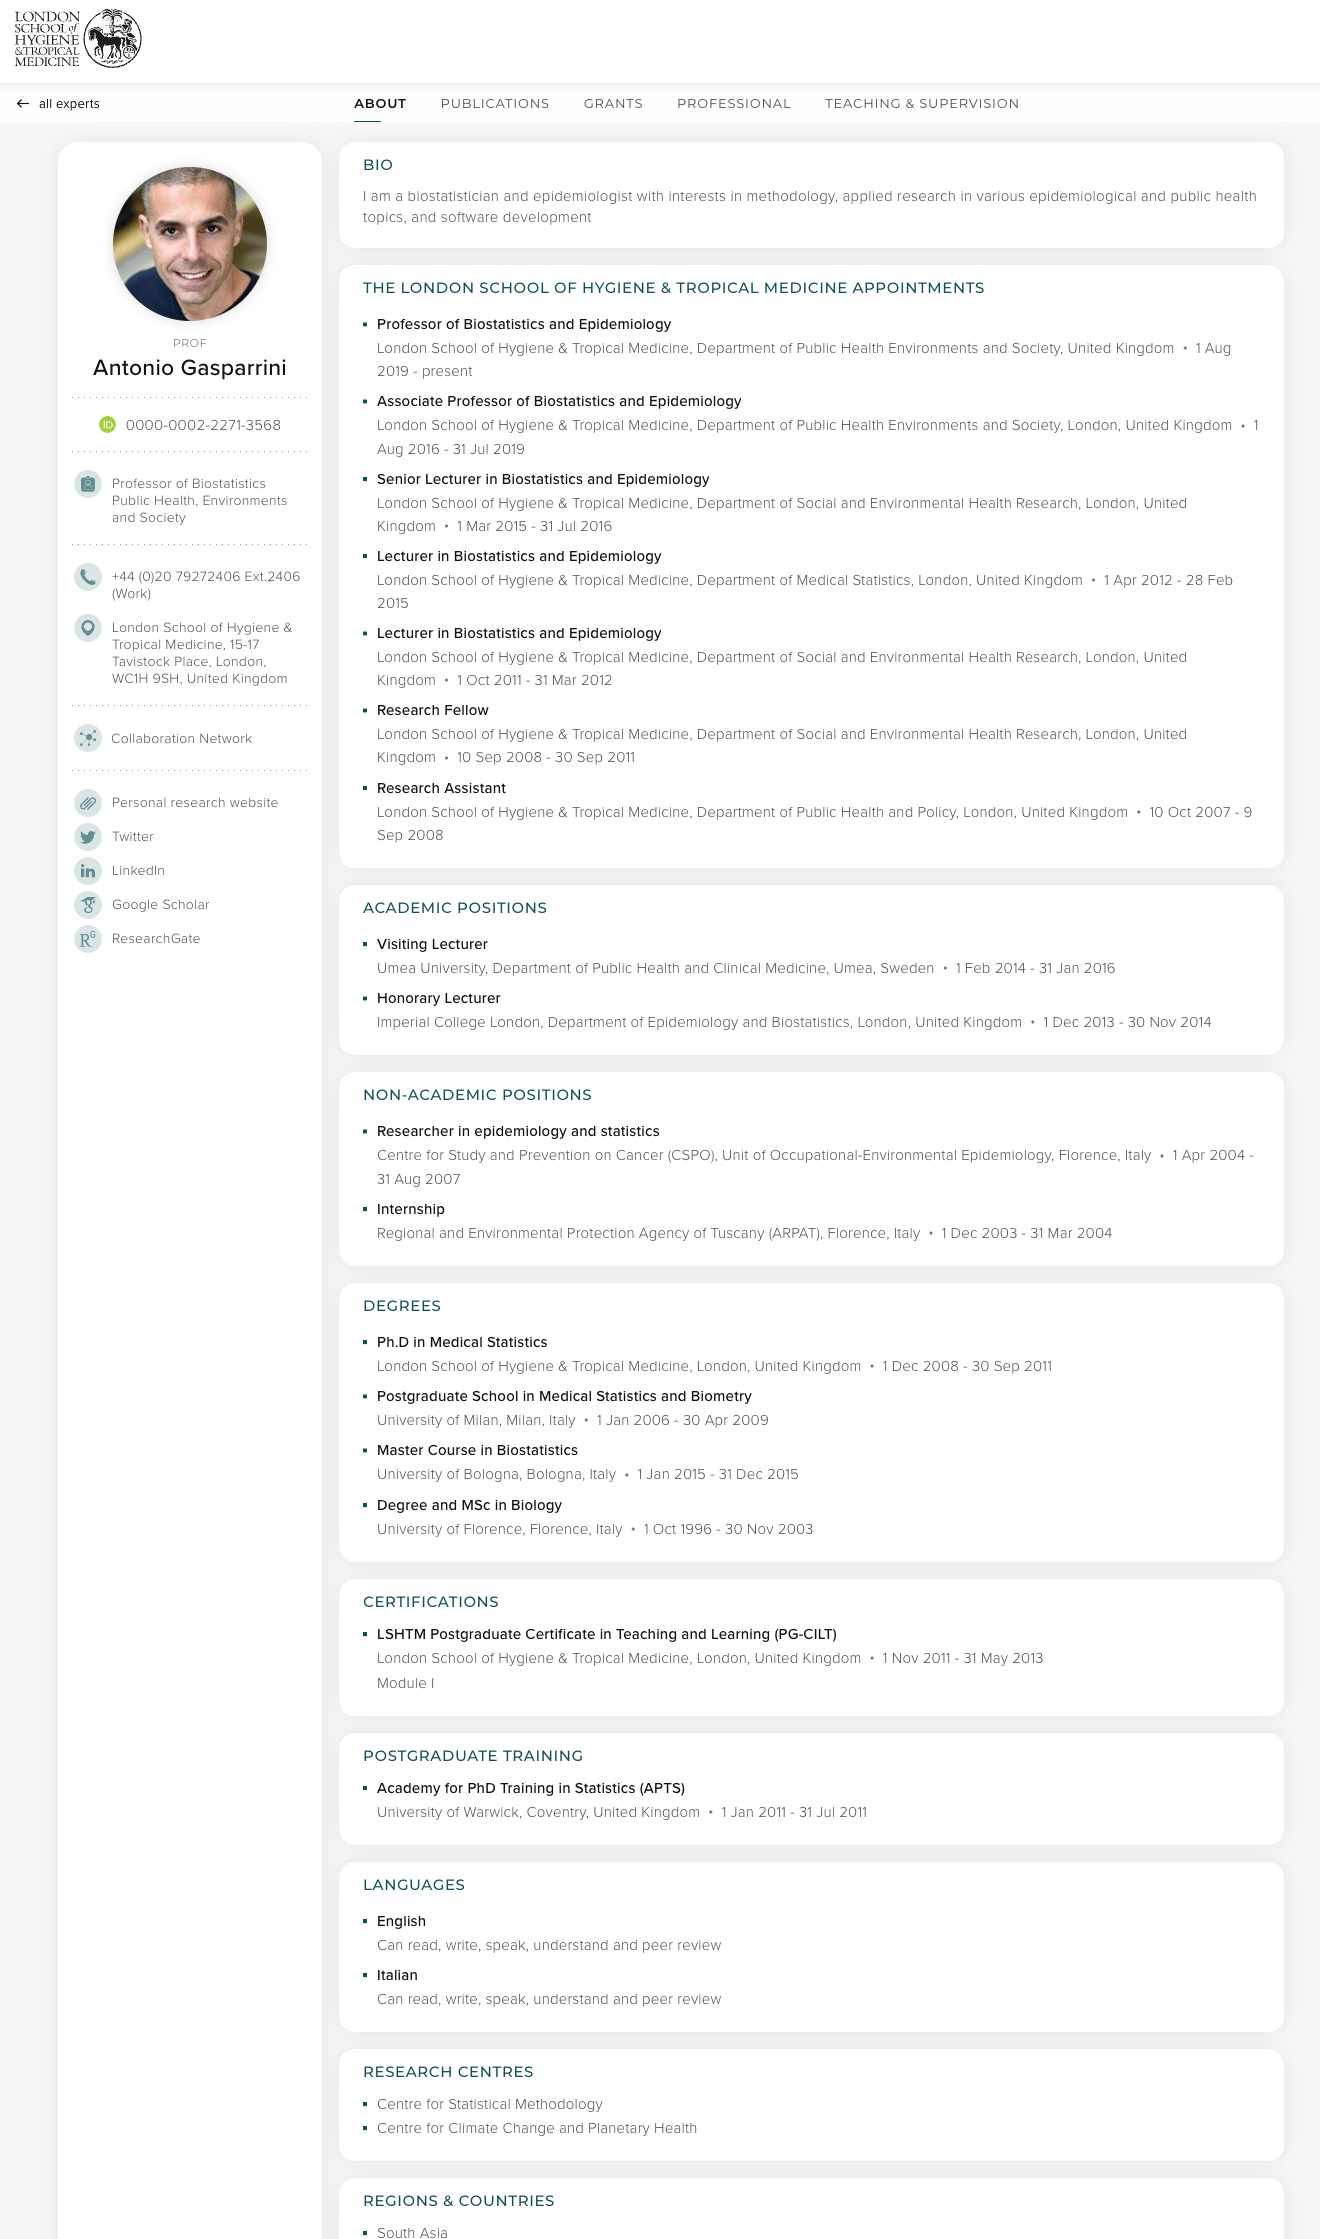 LONDON
SCHOOL of
HYGIENE
&TROPICAL
MEDICINE
all experts
ABOUT
PUBLICATIONS
GRANTS
PROFESSIONAL
TEACHING & SUPERVISION
PROF
Antonio Gasparrini
iD 0000-0002-2271-3568
Professor of Biostatistics
Public Health, Environments
and Society
+44 (0)20 79272406 Ext.2406
(Work)
London School of Hygiene &
Tropical Medicine, 15-17
Tavistock Place, London,
WC1H 9SH, United Kingdom
Collaboration Network
Personal research website
Twitter
in LinkedIn
g Google Scholar
RG ResearchGate
BIO
I am a biostatistician and epidemiologist with interests in methodology, applied research in various epidemiological and public health
topics, and software development
THE LONDON SCHOOL OF HYGIENE & TROPICAL MEDICINE APPOINTMENTS
Professor of Biostatistics and Epidemiology
London School of Hygiene & Tropical Medicine, Department of Public Health Environments and Society, United Kingdom • 1 Aug
2019 - present
Associate Professor of Biostatistics and Epidemiology
London School of Hygiene & Tropical Medicine, Department of Public Health Environments and Society, London, United Kingdom • 1
Aug 2016 - 31 Jul 2019
Senior Lecturer in Biostatistics and Epidemiology
London School of Hygiene & Tropical Medicine, Department of Social and Environmental Health Research, London, United
Kingdom • 1 Mar 2015 - 31 Jul 2016
Lecturer in Biostatistics and Epidemiology
London School of Hygiene & Tropical Medicine, Department of Medical Statistics, London, United Kingdom • 1 Apr 2012 - 28 Feb
2015
Lecturer in Biostatistics and Epidemiology
London School of Hygiene & Tropical Medicine, Department of Social and Environmental Health Research, London, United
Kingdom • 1 Oct 2011 - 31 Mar 2012
Research Fellow
London School of Hygiene & Tropical Medicine, Department of Social and Environmental Health Research, London, United
Kingdom • 10 Sep 2008 - 30 Sep 2011
Research Assistant
London School of Hygiene & Tropical Medicine, Department of Public Health and Policy, London, United Kingdom • 10 Oct 2007 - 9
Sep 2008
ACADEMIC POSITIONS
Visiting Lecturer
Umea University, Department of Public Health and Clinical Medicine, Umea, Sweden • 1 Feb 2014 - 31 Jan 2016
Honorary Lecturer
Imperial College London, Department of Epidemiology and Biostatistics, London, United Kingdom • 1 Dec 2013 - 30 Nov 2014
NON-ACADEMIC POSITIONS
Researcher in epidemiology and statistics
Centre for Study and Prevention on Cancer (CSPO), Unit of Occupational-Environmental Epidemiology, Florence, Italy • 1 Apr 2004 -
31 Aug 2007
Internship
Regional and Environmental Protection Agency of Tuscany (ARPAT), Florence, Italy • 1 Dec 2003 - 31 Mar 2004
DEGREES
Ph.D in Medical Statistics
London School of Hygiene & Tropical Medicine, London, United Kingdom • 1 Dec 2008 - 30 Sep 2011
Postgraduate School in Medical Statistics and Biometry
University of Milan, Milan, Italy • 1 Jan 2006 - 30 Apr 2009
Master Course in Biostatistics
University of Bologna, Bologna, Italy • 1 Jan 2015 - 31 Dec 2015
Degree and MSc in Biology
University of Florence, Florence, Italy • 1 Oct 1996 - 30 Nov 2003
CERTIFICATIONS
LSHTM Postgraduate Certificate in Teaching and Learning (PG-CILT)
London School of Hygiene & Tropical Medicine, London, United Kingdom • 1 Nov 2011 - 31 May 2013
Module I
POSTGRADUATE TRAINING
Academy for PhD Training in Statistics (APTS)
University of Warwick, Coventry, United Kingdom • 1 Jan 2011 - 31 Jul 2011
LANGUAGES
English
Can read, write, speak, understand and peer review
Italian
Can read, write, speak, understand and peer review
RESEARCH CENTRES
Centre for Statistical Methodology
Centre for Climate Change and Planetary Health
REGIONS & COUNTRIES
South Asia